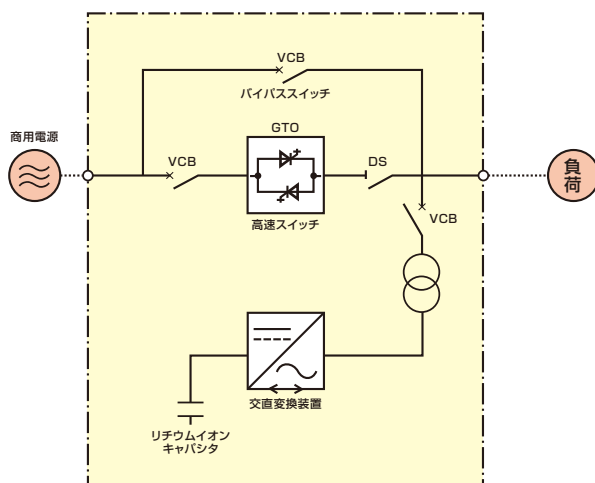 VCB
バイパススイッチ
商用電源
VCB
GTO
DS
負荷
高速スイッチ
VCB
交直変換装置
リチウムイオン
キャパシタ